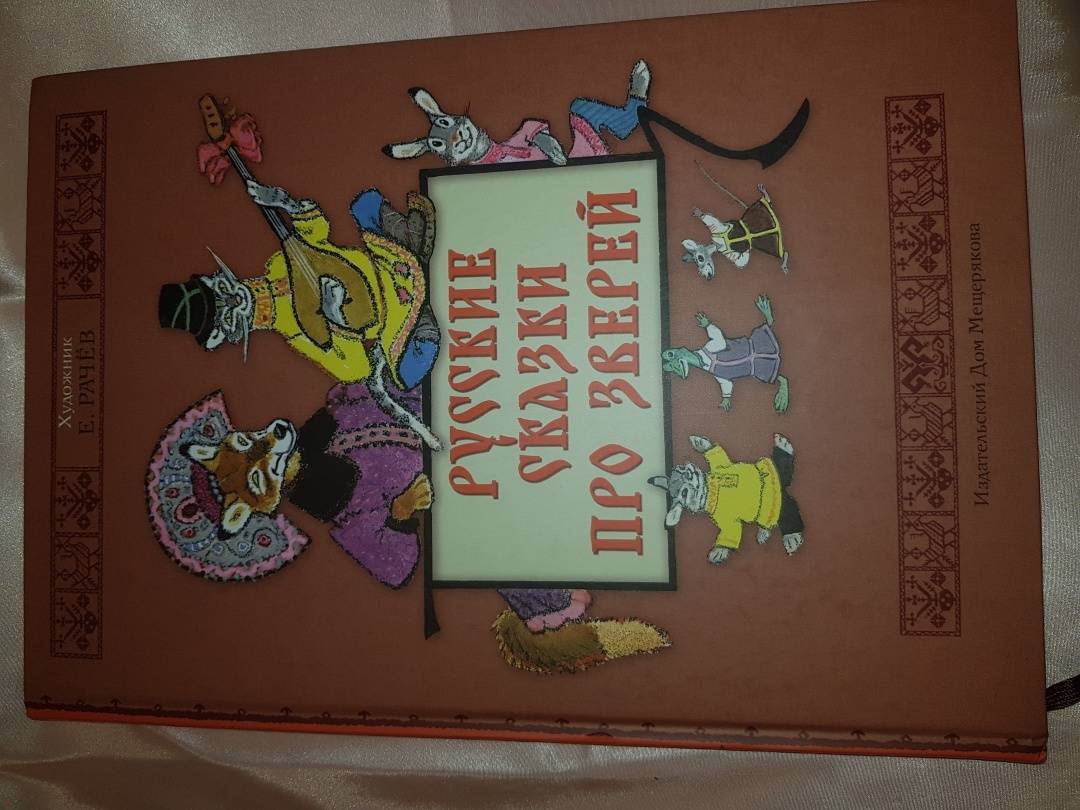 Художник
Е. РАЧЁВ
РУССКИЕ
СКАЗКИ
ПРО ЗВЕРЕЙ
Издательский Дом Мещерякова